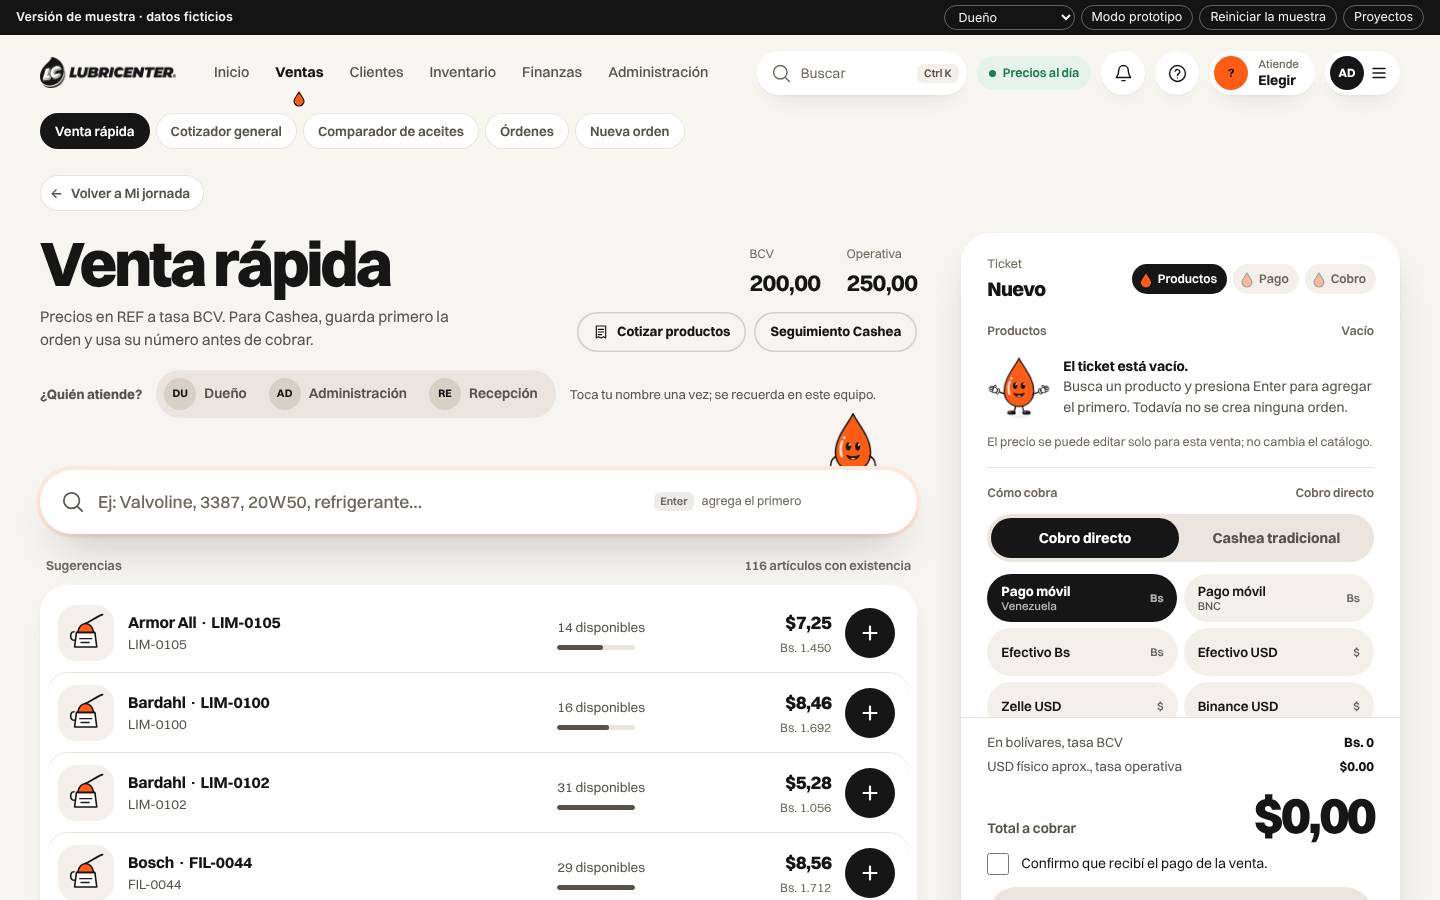 Versión de muestra · datos ficticios
Dueño
Modo prototipo
Reiniciar la muestra
Proyectos
LG LUBRICENTER.
Inicio
Ventas
Clientes
Inventario
Finanzas
Administración
Buscar
Ctrl K
Precios al día
?
Atiende
Elegir
AD
Venta rápida
Cotizador general
Comparador de aceites
Órdenes
Nueva orden
← Volver a Mi jornada
Venta rápida
Precios en REF a tasa BCV. Para Cashea, guarda primero la
orden y usa su número antes de cobrar.
BCV
200,00
Operativa
250,00
Cotizar productos
Seguimiento Cashea
¿Quién atiende?
DU Dueño
AD Administración
RE Recepción
Toca tu nombre una vez; se recuerda en este equipo.
Ej: Valvoline, 3387, 20W50, refrigerante...
Enter agrega el primero
Sugerencias
116 artículos con existencia
Armor All · LIM-0105
LIM-0105
14 disponibles
$7,25
Bs. 1.450
Bardahl · LIM-0100
LIM-0100
16 disponibles
$8,46
Bs. 1.692
Bardahl · LIM-0102
LIM-0102
31 disponibles
$5,28
Bs. 1.056
Bosch · FIL-0044
FIL-0044
29 disponibles
$8,56
Bs. 1.712
Ticket
Nuevo
Productos
Pago
Cobro
Productos
Vacío
El ticket está vacío.
Busca un producto y presiona Enter para agregar
el primero. Todavía no se crea ninguna orden.
El precio se puede editar solo para esta venta; no cambia el catálogo.
Cómo cobra
Cobro directo
Cobro directo
Cashea tradicional
Pago móvil
Venezuela
Bs
Pago móvil
BNC
Bs
Efectivo Bs
Bs
Efectivo USD
$
Zelle USD
$
Binance USD
$
En bolívares, tasa BCV
Bs. 0
USD físico aprox., tasa operativa
$0.00
Total a cobrar
$0,00
Confirmo que recibí el pago de la venta.